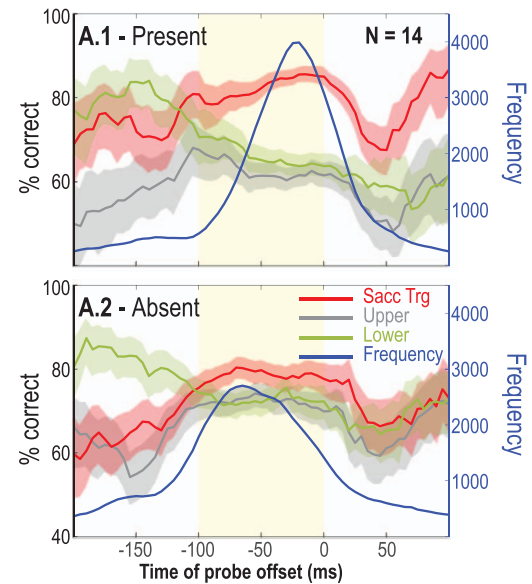 A.1 - Present
N = 14
100
80
60
% correct
4000
3000
2000
1000
Frequency
A.2 - Absent
Sacc Trg
Upper
Lower
Frequency
100
80
60
40
% correct
4000
3000
2000
1000
Frequency
-150
-100
-50
0
50
Time of probe offset (ms)